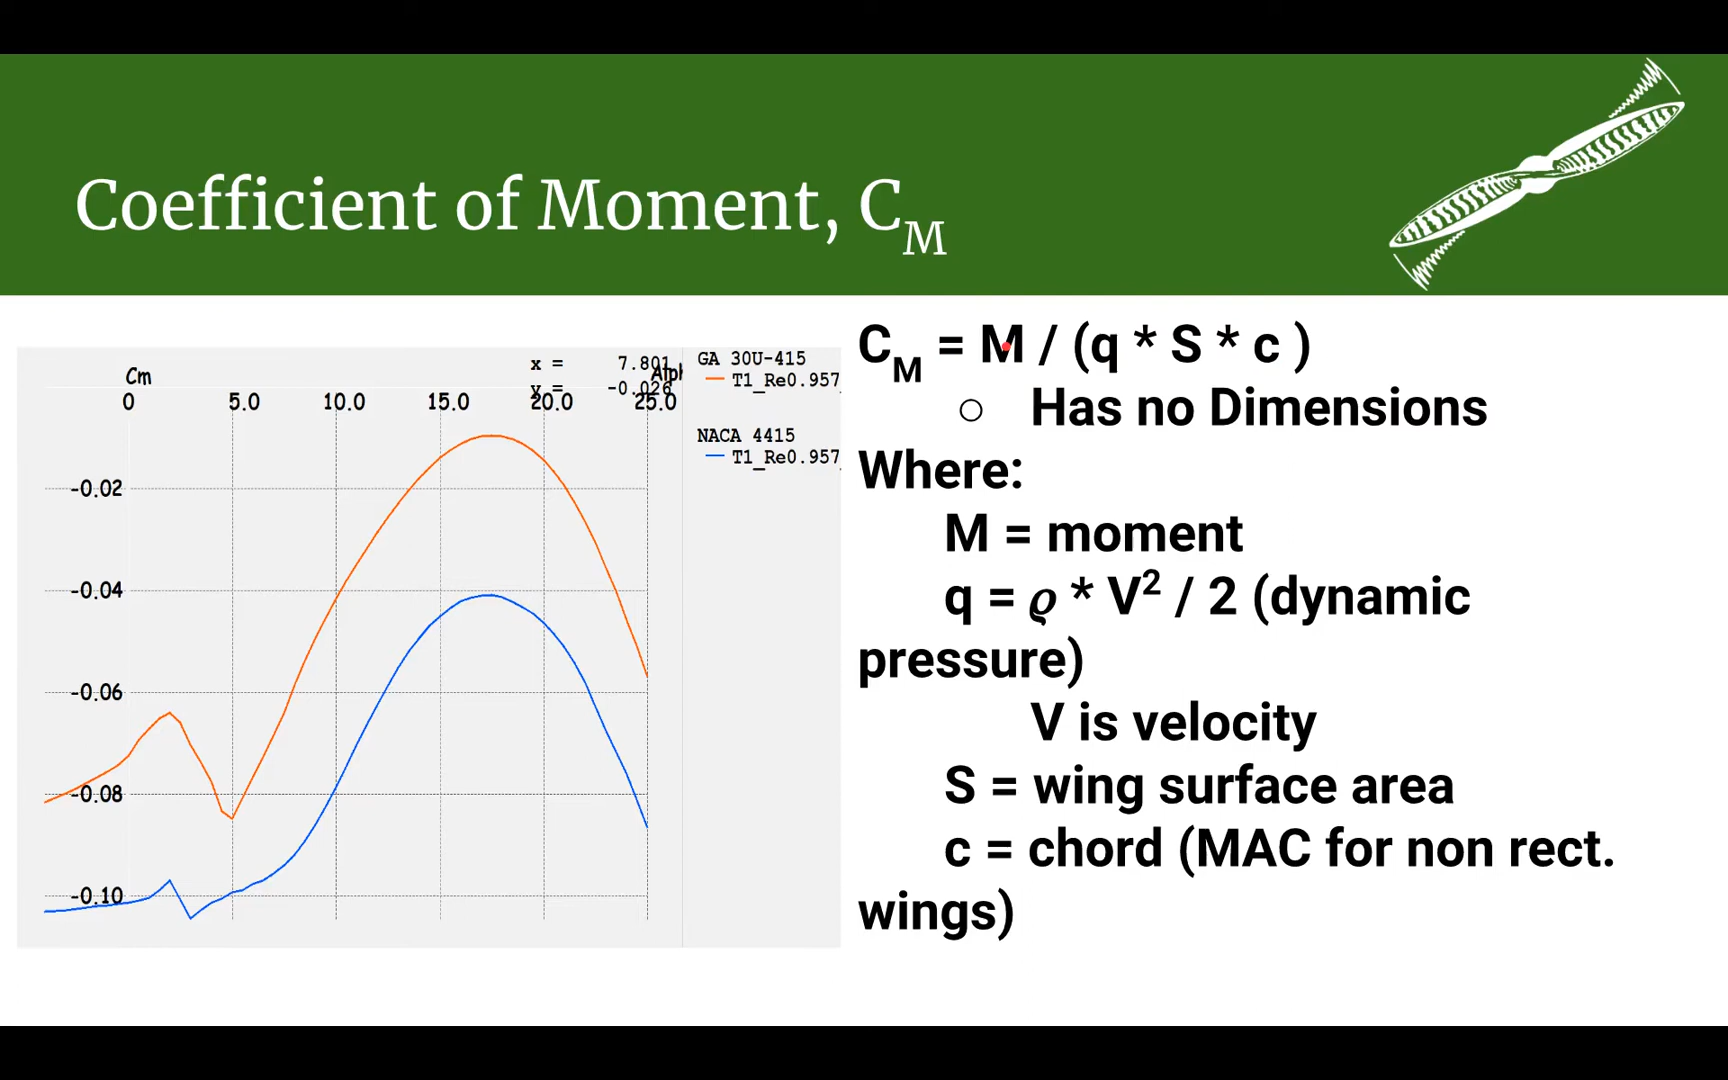 Coefficient of Moment, CM
Cm
x = 7.801
y = -0.026
0 5.0 10.0 15.0 20.0 25.0
-0.02
-0.04
-0.06
-0.08
-0.10
GA 30U-415
T1_Re0.957
NACA 4415
T1_Re0.957
CM = M / (q * S * c )
○ Has no Dimensions
Where:
M = moment
q = ϱ * V² / 2 (dynamic
pressure)
V is velocity
S = wing surface area
c = chord (MAC for non rect.
wings)